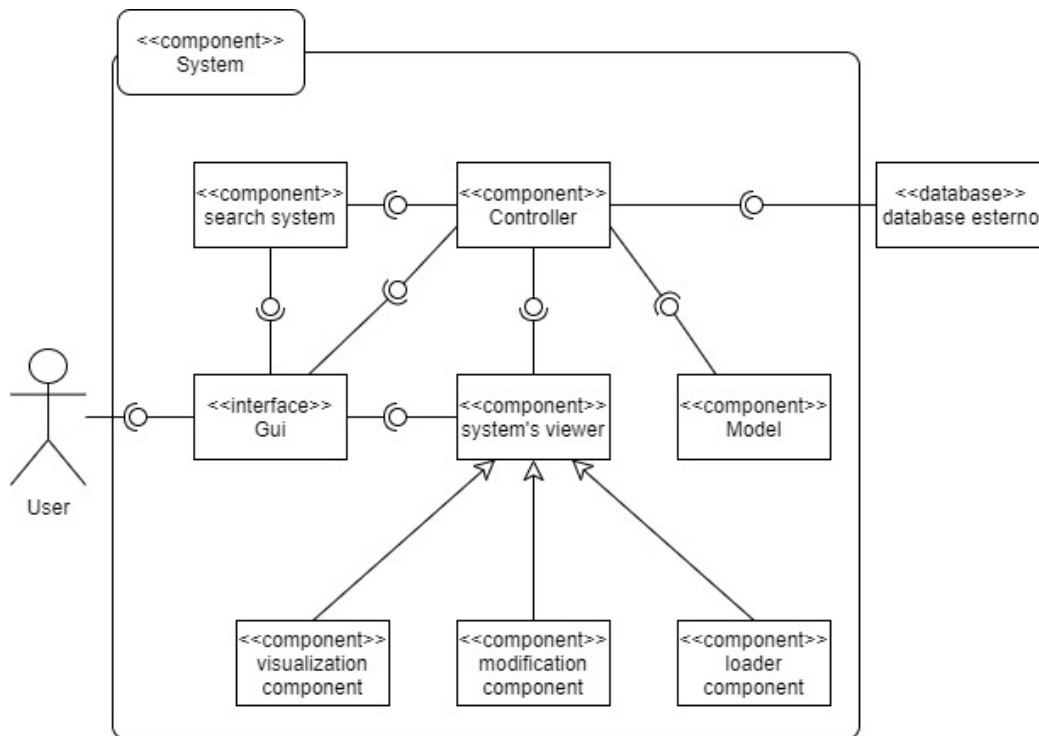 <<component>>
System
<<component>>
search system
<<component>>
Controller
<<database>>
database esterno
<<interface>>
Gui
<<component>>
system's viewer
<<component>>
Model
User
<<component>>
visualization
component
<<component>>
modification
component
<<component>>
loader
component